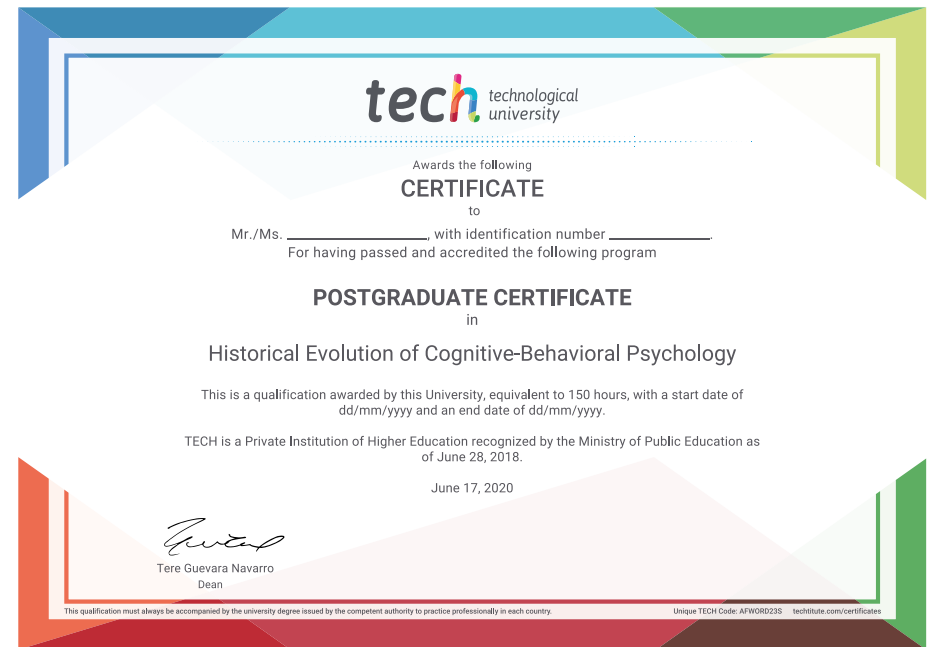 tech technological
university
Awards the following
CERTIFICATE
to
Mr./Ms. ____________________, with identification number ______________.
For having passed and accredited the following program
POSTGRADUATE CERTIFICATE
in
Historical Evolution of Cognitive-Behavioral Psychology
This is a qualification awarded by this University, equivalent to 150 hours, with a start date of
dd/mm/yyyy and an end date of dd/mm/yyyy.
TECH is a Private Institution of Higher Education recognized by the Ministry of Public Education as
of June 28, 2018.
June 17, 2020
Tere Guevara Navarro
Dean
This qualification must always be accompanied by the university degree issued by the competent authority to practice professionally in each country. Unique TECH Code: AFWORD23S techtitute.com/certificates